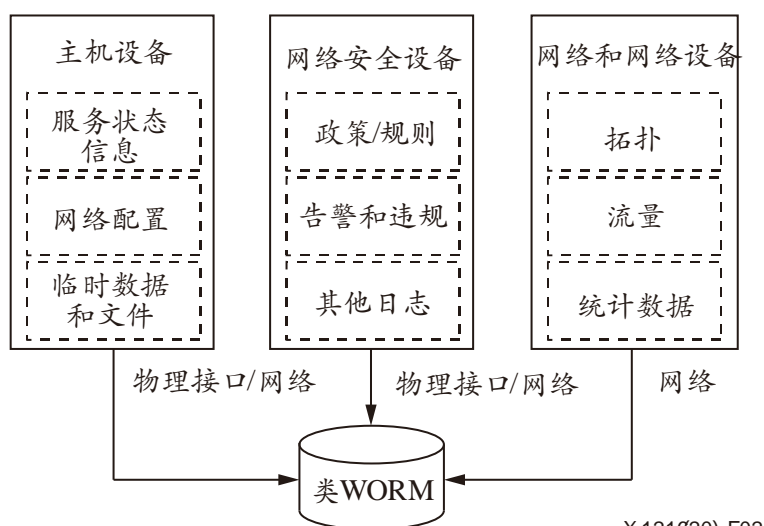 主机设备
服务状态
信息
网络配置
临时数据
和文件
网络安全设备
政策/规则
告警和违规
其他日志
网络和网络设备
拓扑
流量
统计数据
物理接口/网络
物理接口/网络
网络
类WORM